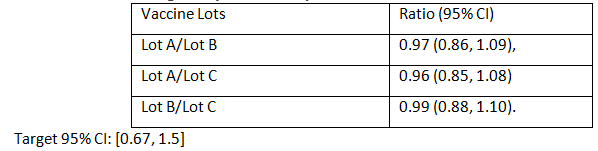 Vaccine Lots Ratio (95% CI)
Lot A/Lot B 0.97 (0.86, 1.09),
Lot A/Lot C 0.96 (0.85, 1.08)
Lot B/Lot C 0.99 (0.88, 1.10).
Target 95% CI: [0.67, 1.5]